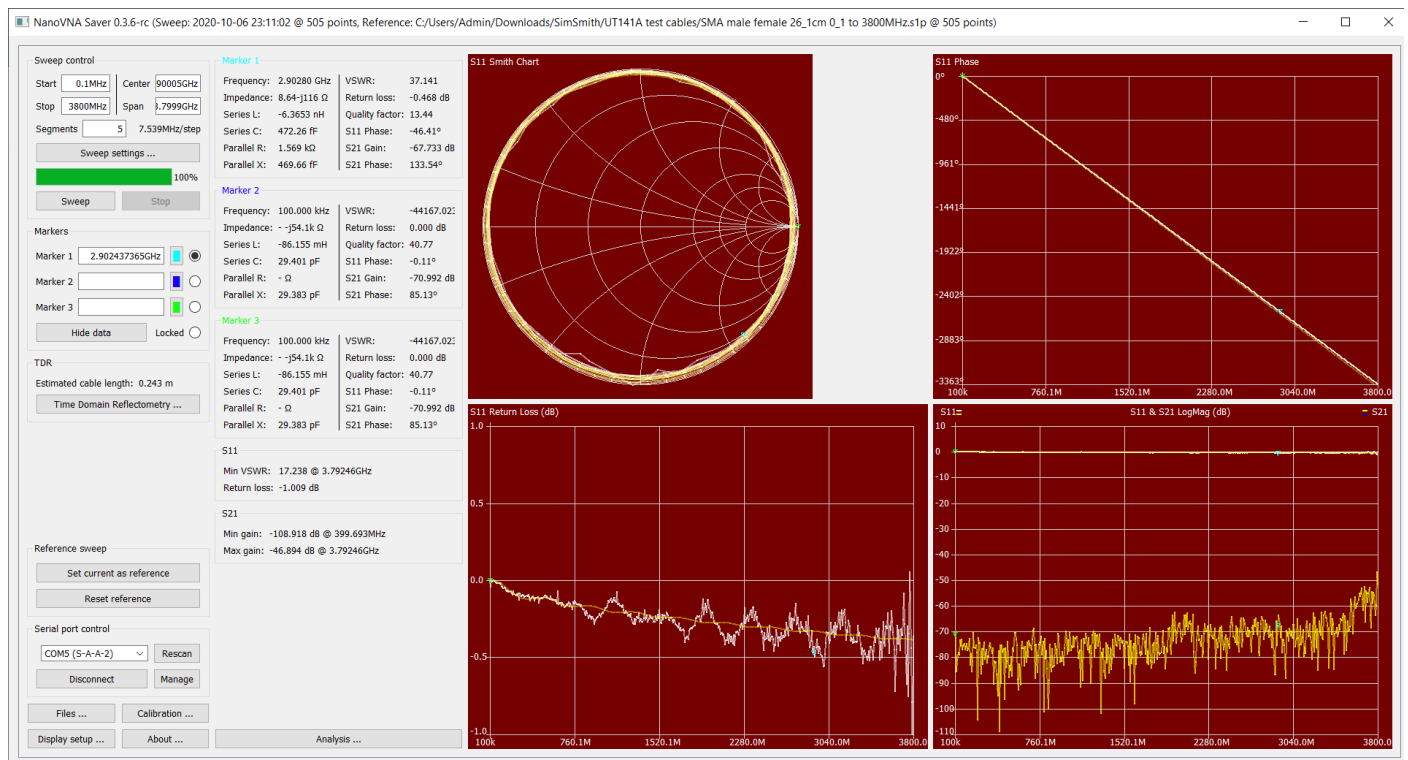 NanoVNA Saver 0.3.6-rc (Sweep: 2020-10-06 23:11:02 @ 505 points, Reference: C:/Users/Admin/Downloads/SimSmith/UT141A test cables/SMA male female 26_1cm 0_1 to 3800MHz.s1p @ 505 points)
Sweep control
Start 0.1MHz Center 90005GHz
Stop 3800MHz Span 3.7999GHz
Segments 5 7.539MHz/step
Sweep settings ...
100%
Sweep Stop
Markers
Marker 1 2.902437365GHz
Marker 2
Marker 3
Hide data Locked
TDR
Estimated cable length: 0.243 m
Time Domain Reflectometry ...
Reference sweep
Set current as reference
Reset reference
Serial port control
COM5 (S-A-A-2) Rescan
Disconnect Manage
Files ... Calibration ...
Display setup ... About ...
Marker 1
Frequency: 2.90280 GHz VSWR: 37.141
Impedance: 8.64-j116 Ω Return loss: -0.468 dB
Series L: -6.3653 nH Quality factor: 13.44
Series C: 472.26 fF S11 Phase: -46.41°
Parallel R: 1.569 kΩ S21 Gain: -67.733 dB
Parallel X: 469.66 fF S21 Phase: 133.54°
Marker 2
Frequency: 100.000 kHz VSWR: -44167.023
Impedance: - -j54.1k Ω Return loss: 0.000 dB
Series L: -86.155 mH Quality factor: 40.77
Series C: 29.401 pF S11 Phase: -0.11°
Parallel R: - Ω S21 Gain: -70.992 dB
Parallel X: 29.383 pF S21 Phase: 85.13°
Marker 3
Frequency: 100.000 kHz VSWR: -44167.023
Impedance: - -j54.1k Ω Return loss: 0.000 dB
Series L: -86.155 mH Quality factor: 40.77
Series C: 29.401 pF S11 Phase: -0.11°
Parallel R: - Ω S21 Gain: -70.992 dB
Parallel X: 29.383 pF S21 Phase: 85.13°
S11
Min VSWR: 17.238 @ 3.79246GHz
Return loss: -1.009 dB
S21
Min gain: -108.918 dB @ 399.693MHz
Max gain: -46.894 dB @ 3.79246GHz
Analysis ...
S11 Smith Chart
S11 Phase
0°
-480°
-961°
-1441°
-1922°
-2402°
-2883°
-3363°
100k 760.1M 1520.1M 2280.0M 3040.0M 3800.0
S11 Return Loss (dB)
1.0
0.5
0.0
-0.5
-1.0
100k 760.1M 1520.1M 2280.0M 3040.0M 3800.0
S11 S11 & S21 LogMag (dB) S21
10
0
-10
-20
-30
-40
-50
-60
-70
-80
-90
-100
-110
100k 760.1M 1520.1M 2280.0M 3040.0M 3800.0